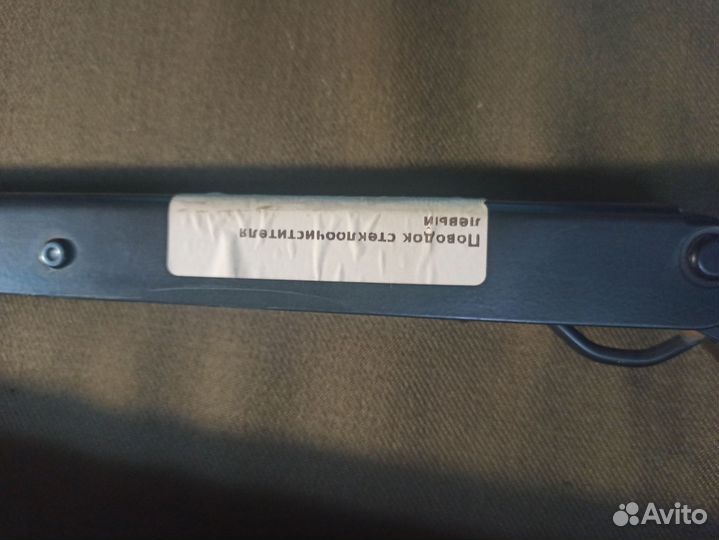 Поводок стеклоочистителя
левый
Avito